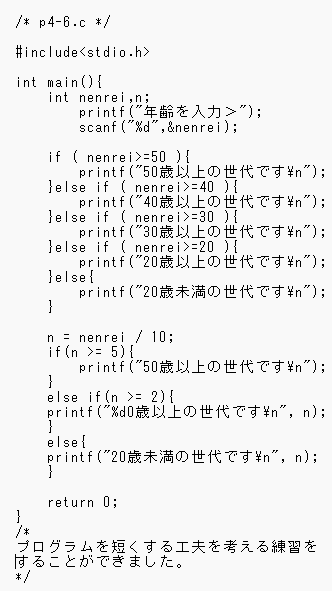 /* p4-6.c */

#include<stdio.h>

int main(){
    int nenrei,n;
        printf("年齢を入力＞");
        scanf("%d",&nenrei);

    if ( nenrei>=50 ){
        printf("50歳以上の世代です¥n");
    }else if ( nenrei>=40 ){
        printf("40歳以上の世代です¥n");
    }else if ( nenrei>=30 ){
        printf("30歳以上の世代です¥n");
    }else if ( nenrei>=20 ){
        printf("20歳以上の世代です¥n");
    }else{
        printf("20歳未満の世代です¥n");
    }

    n = nenrei / 10;
    if(n >= 5){
        printf("50歳以上の世代です¥n");
    }
    else if(n >= 2){
    printf("%d0歳以上の世代です¥n", n);
    }
    else{
    printf("20歳未満の世代です¥n", n);
    }

    return 0;
}
/*
プログラムを短くする工夫を考える練習を
することができました。
*/